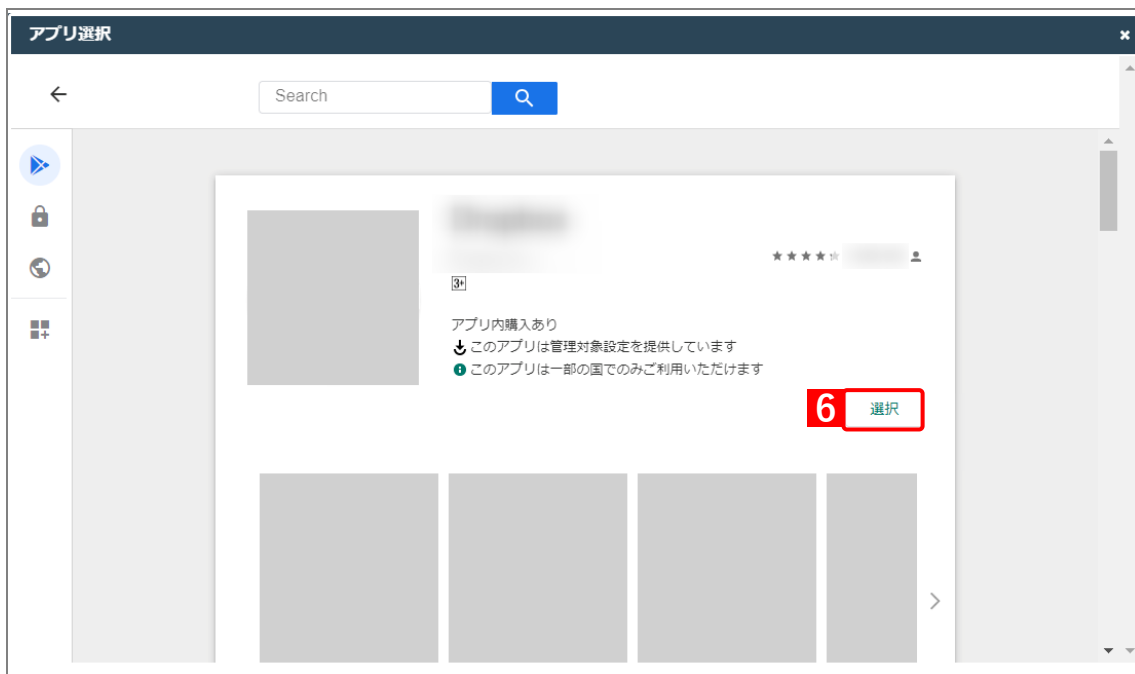 アプリ選択
Search
3+
アプリ内購入あり
このアプリは管理対象設定を提供しています
このアプリは一部の国でのみご利用いただけます
6 選択